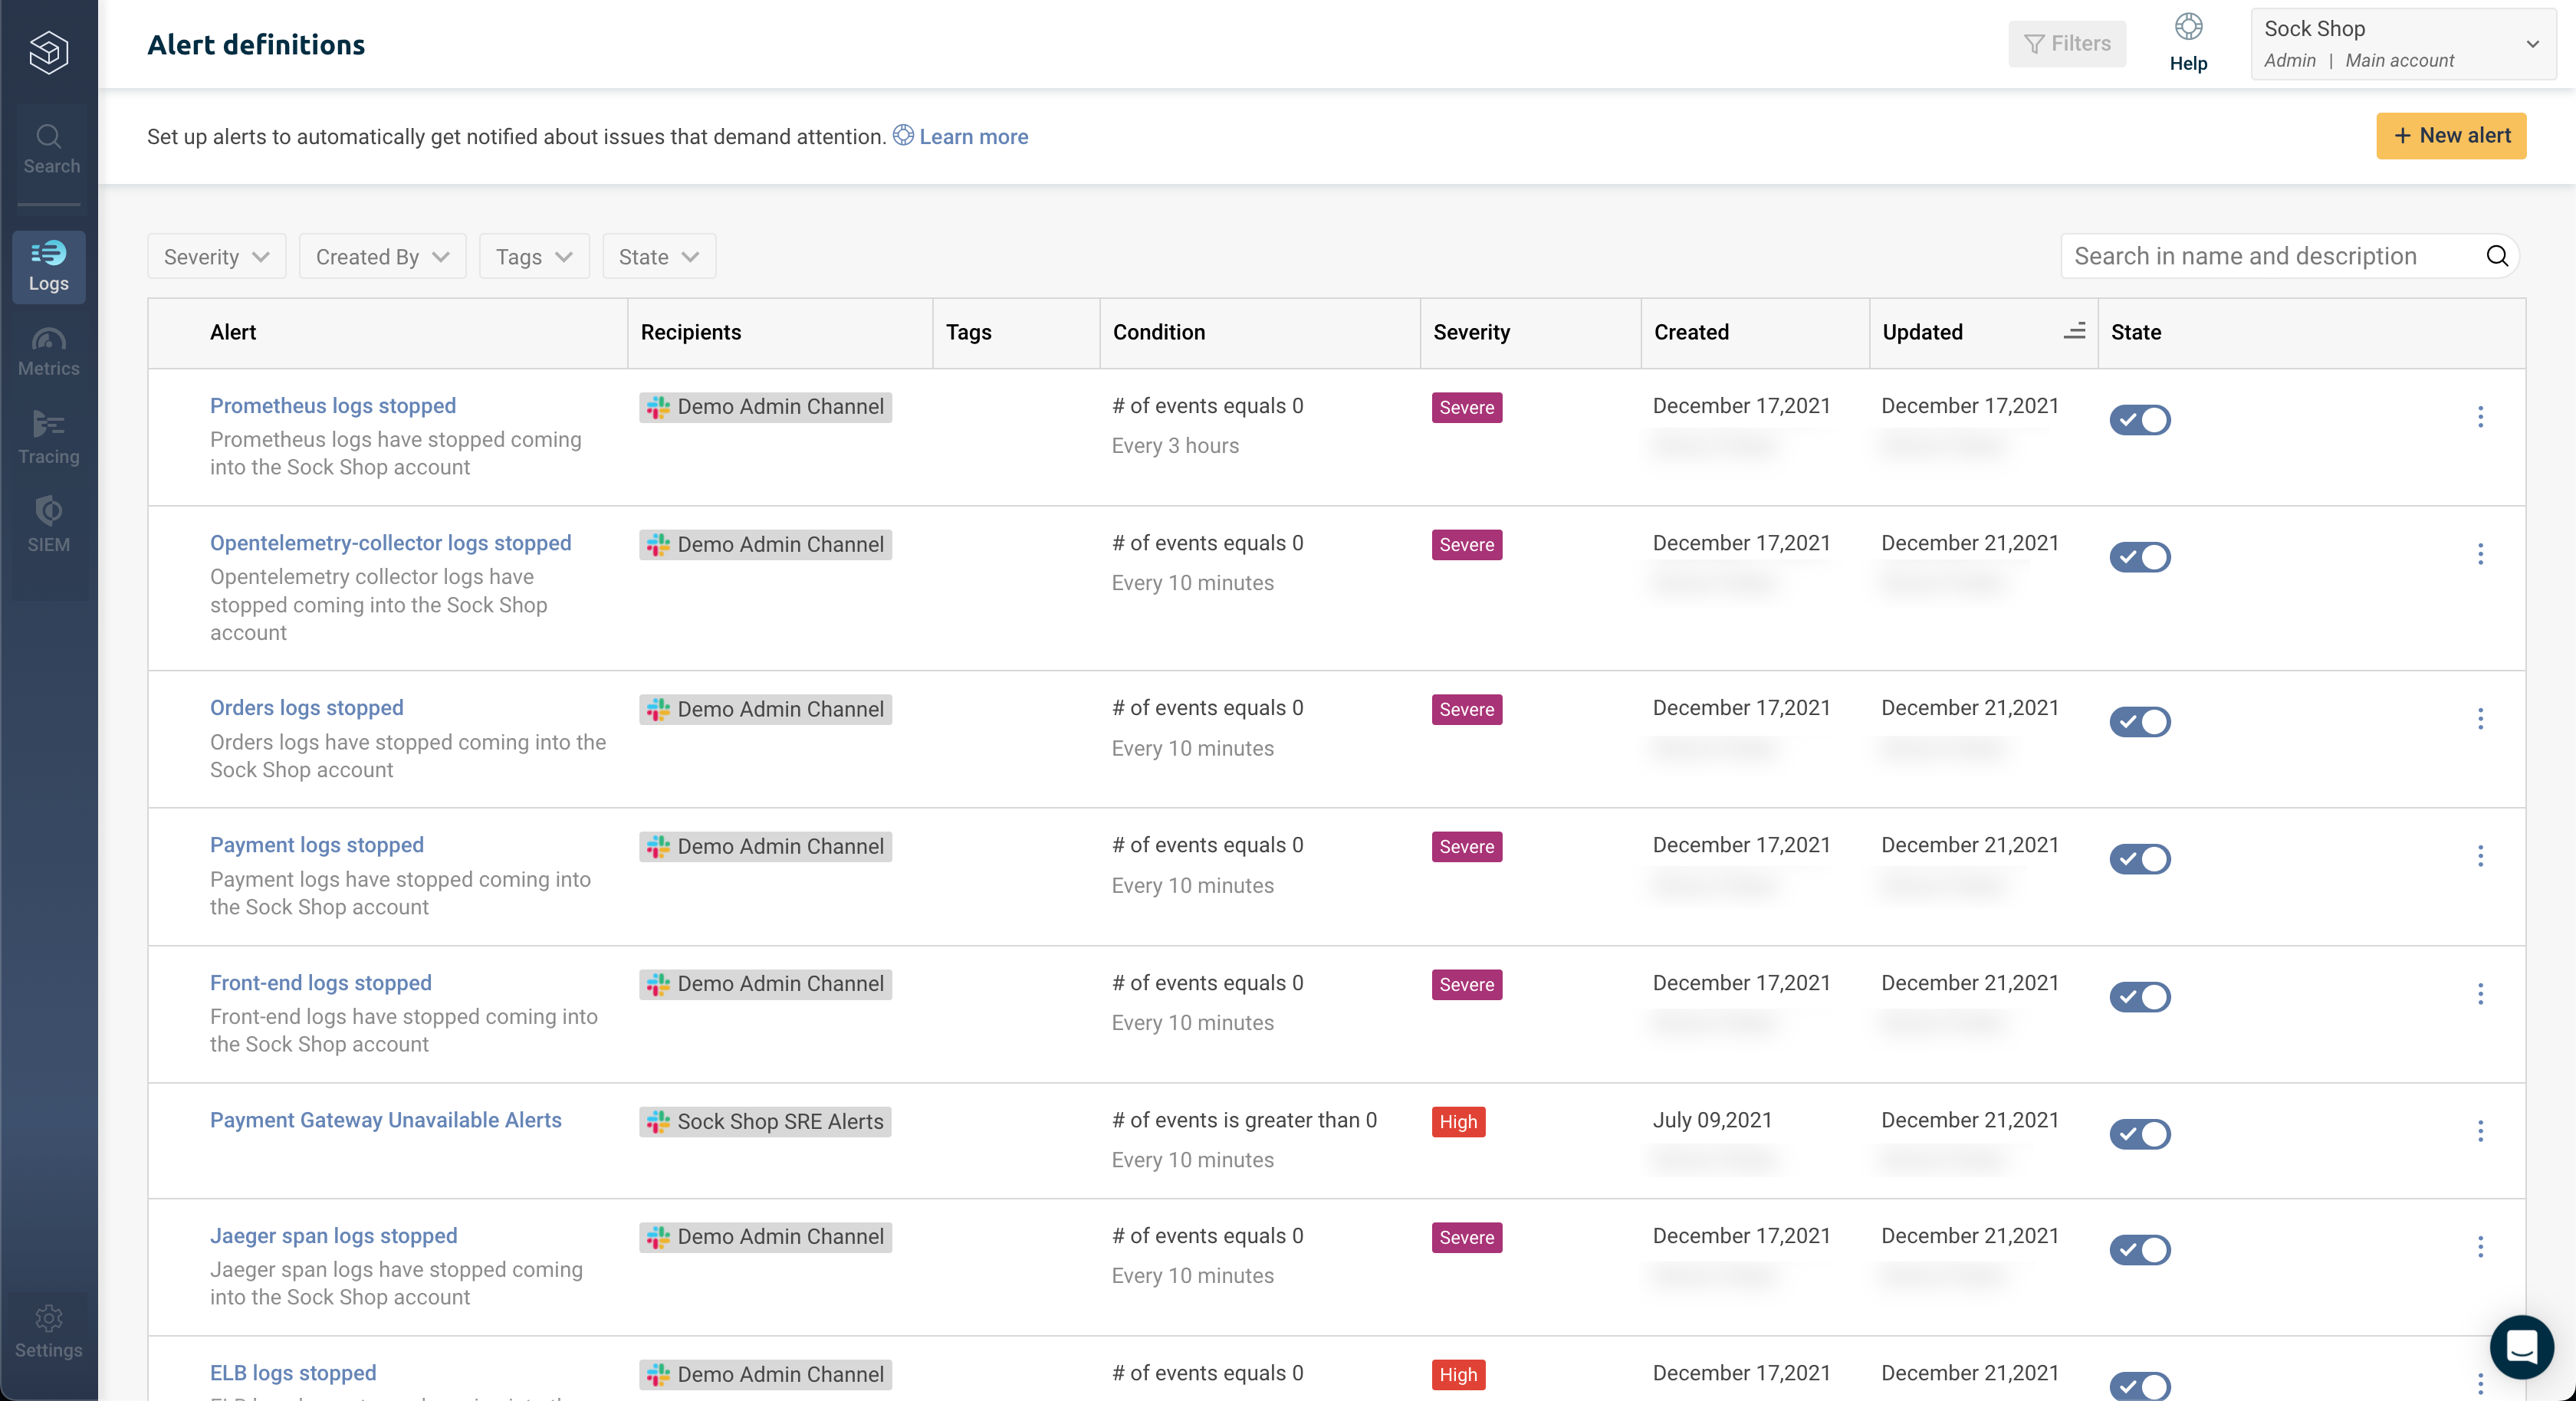 Alert definitions
Filters
Help
Sock Shop
Admin | Main account
Set up alerts to automatically get notified about issues that demand attention. Learn more
+ New alert
Search
Logs
Metrics
Tracing
SIEM
Settings
Severity
Created By
Tags
State
Search in name and description
Alert Recipients Tags Condition Severity Created Updated State
Prometheus logs stopped Demo Admin Channel # of events equals 0 Severe December 17,2021 December 17,2021
Prometheus logs have stopped coming Every 3 hours
into the Sock Shop account
Opentelemetry-collector logs stopped Demo Admin Channel # of events equals 0 Severe December 17,2021 December 21,2021
Opentelemetry collector logs have Every 10 minutes
stopped coming into the Sock Shop
account
Orders logs stopped Demo Admin Channel # of events equals 0 Severe December 17,2021 December 21,2021
Orders logs have stopped coming into the Every 10 minutes
Sock Shop account
Payment logs stopped Demo Admin Channel # of events equals 0 Severe December 17,2021 December 21,2021
Payment logs have stopped coming into Every 10 minutes
the Sock Shop account
Front-end logs stopped Demo Admin Channel # of events equals 0 Severe December 17,2021 December 21,2021
Front-end logs have stopped coming into Every 10 minutes
the Sock Shop account
Payment Gateway Unavailable Alerts Sock Shop SRE Alerts # of events is greater than 0 High July 09,2021 December 21,2021
Every 10 minutes
Jaeger span logs stopped Demo Admin Channel # of events equals 0 Severe December 17,2021 December 21,2021
Jaeger span logs have stopped coming Every 10 minutes
into the Sock Shop account
ELB logs stopped Demo Admin Channel # of events equals 0 High December 17,2021 December 21,2021